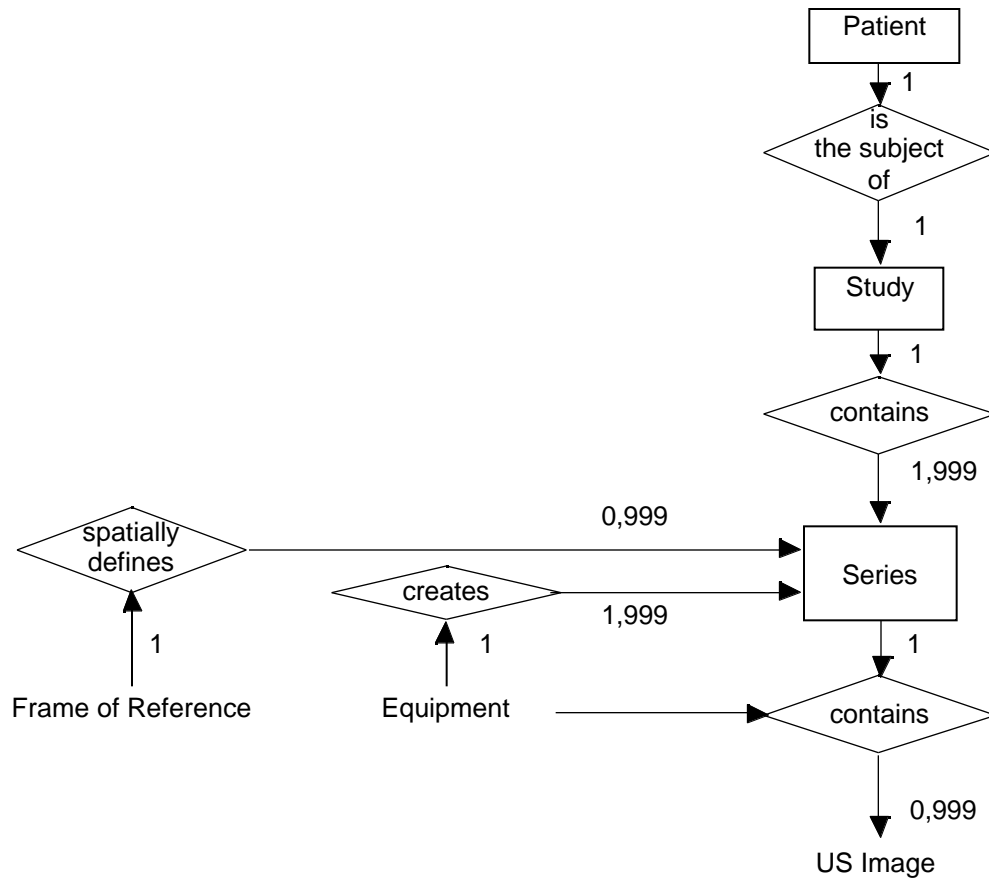 Patient
1
is
the subject
of
1
Study
1
contains
1,999
spatially
defines
0,999
Series
creates
1,999
1
1
1
Frame of Reference
Equipment
contains
0,999
US Image